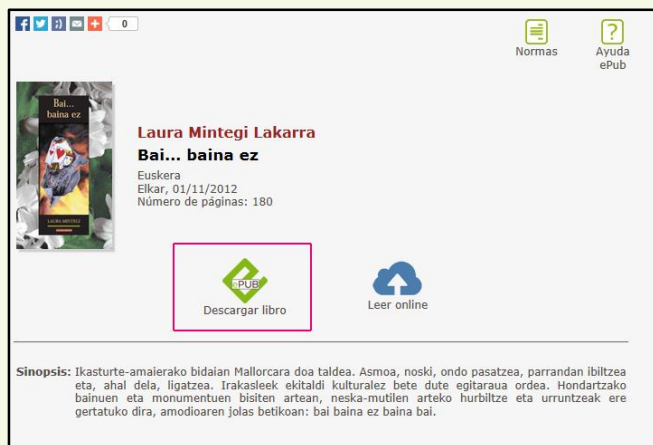 0
Normas
Ayuda
ePub
Bai...
baina ez
LAURA MINTEGI
Laura Mintegi Lakarra
Bai... baina ez
Euskera
Elkar, 01/11/2012
Número de páginas: 180
ePUB
Descargar libro
Leer online
Sinopsis: Ikasturte-amaierako bidaian Mallorcara doa taldea. Asmoa, noski, ondo pasatzea, parrandan ibiltzea
eta, ahal dela, ligatzea. Irakasleek ekitaldi kulturalez bete dute egitaraua ordea. Hondartzako
bainuen eta monumentuen bisiten artean, neska-mutilen arteko hurbiltze eta urruntzeak ere
gertatuko dira, amodioaren jolas betikoan: bai baina ez baina bai.